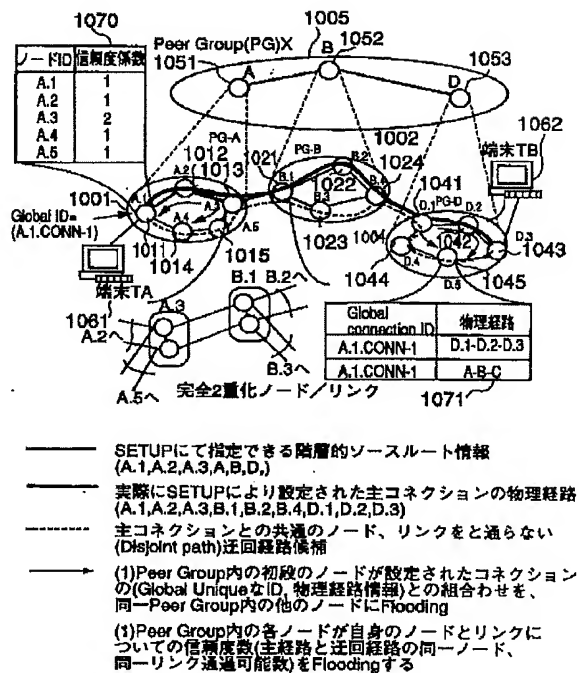 1070
1005
Peer Group(PG)X
B
1052
1051
A
1053
D
ノードID 信頼度係数
A.1 1
A.2 1
A.3 2
A.4 1
A.5 1
PG-A
1012
A.2
1013
1021
PG-B
1002
B.1
B.2
1022
1024
B.3
1023
1062
端末TB
1001
A.1
A.3
A.4
A.5
Global ID=
(A.1.CONN-1)
1011
1014
1015
1041
PG-D
D.1
D.2
1042
D.3
1043
1044
D.5
1045
端末TA
1061
A.3
A.2へ
A.5へ
B.1
B.2へ
B.3へ
完全2重化ノード/リンク
Global connection ID 物理経路
A.1.CONN-1 D.1-D.2-D.3
A.1.CONN-1 A-B-C
1071
SETUPにて指定できる階層的ソースルート情報
(A.1,A.2,A.3,A,B,D,)
実際にSETUPにより設定された主コネクションの物理経路
(A.1,A.2,A.3,B.1,B.2,B.4,D.1,D.2,D.3)
主コネクションとの共通のノード、リンクをと通らない
(Disjoint path)迂回経路候補
(1)Peer Group内の初段のノードが設定されたコネクション
の(Global UniqueなID, 物理経路情報)との組合わせを、
同一Peer Group内の他のノードにFlooding
(1)Peer Group内の各ノードが自身のノードとリンクに
ついての信頼度数(主経路と迂回経路の同一ノード、
同一リンク通過可能数)をFloodingする